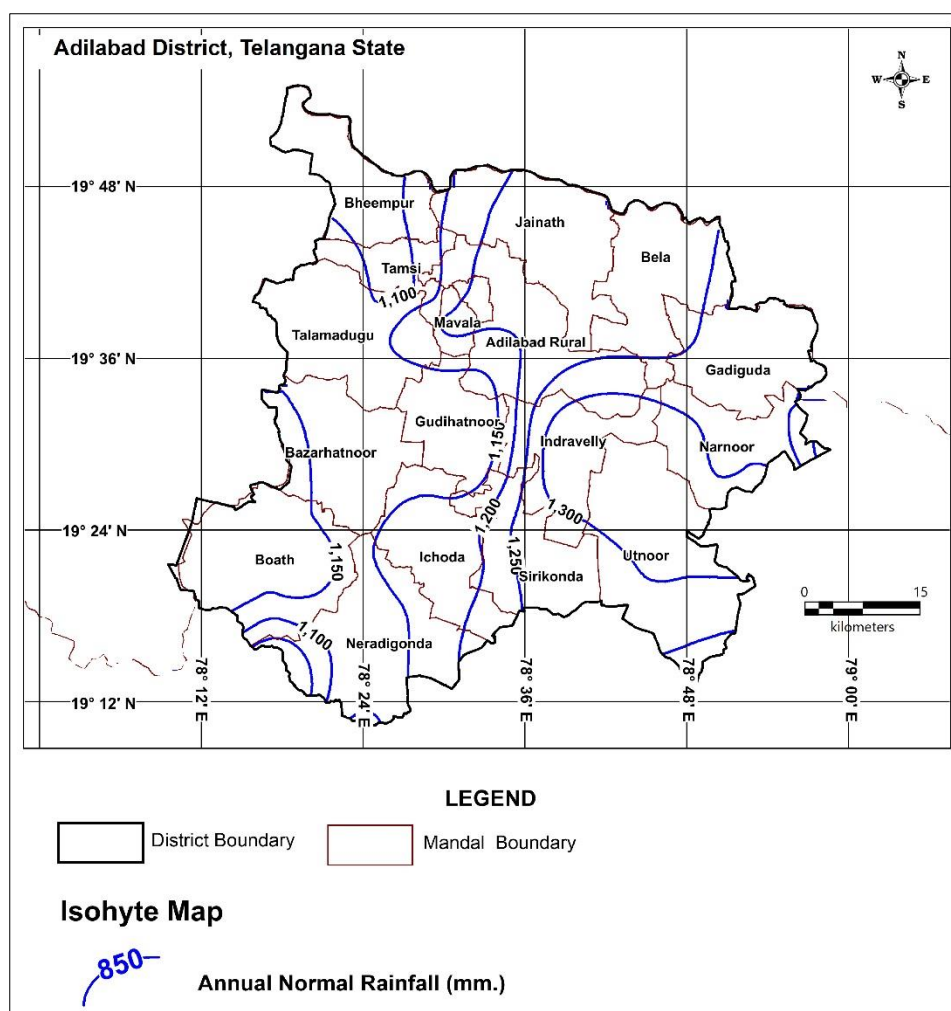 Adilabad District, Telangana State
N
W E
S
19° 48' N
Bheempur
Jainath
Bela
Tamsi
1,100
Mavala
Talamadugu
Adilabad Rural
19° 36' N
Gadiguda
Gudihatnoor
1,150
Indravelly
Narnoor
Bazarhatnoor
1,200
1,300
19° 24' N
Boath
1,150
Ichoda
1,250
Utnoor
Sirikonda
0 15
kilometers
1,100
Neradigonda
19° 12' N
78° 12' E
78° 24' E
78° 36' E
78° 48' E
79° 00' E
LEGEND
District Boundary
Mandal Boundary
Isohyte Map
850
Annual Normal Rainfall (mm.)